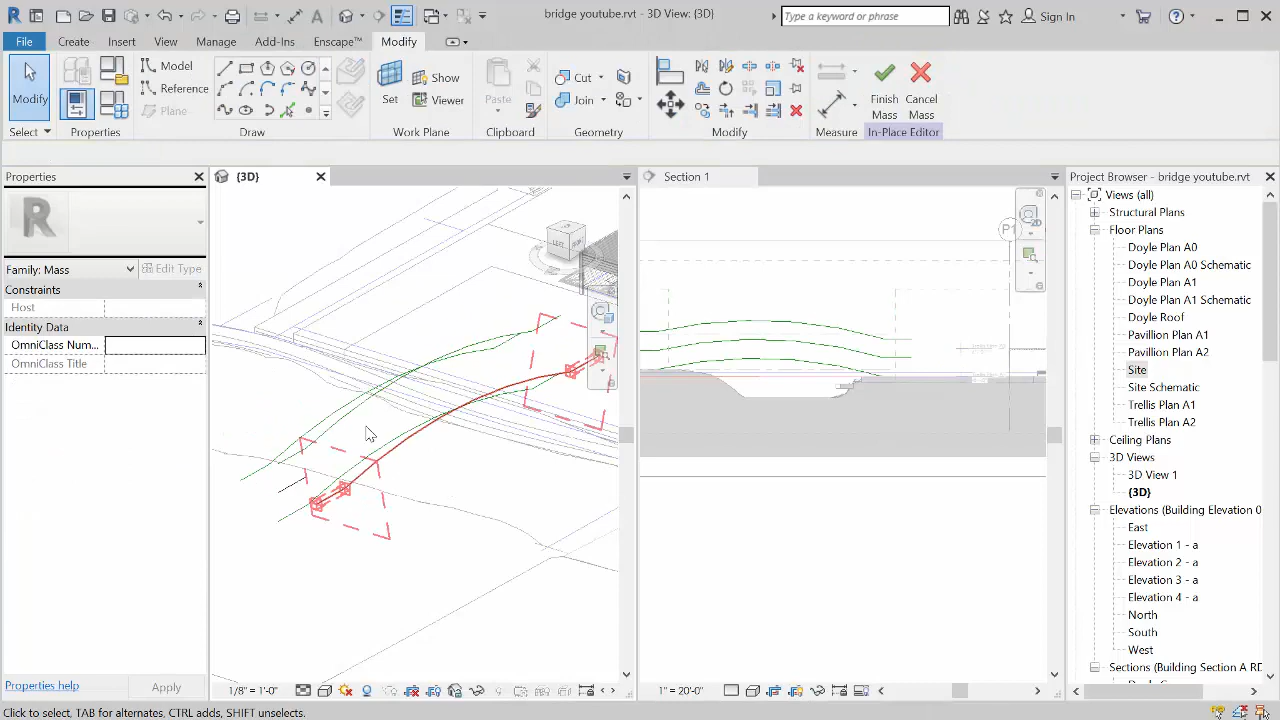 bridge youtube.rvt - 3D View: {3D}
Type a keyword or phrase
Sign In
File
Create
Insert
View
Manage
Add-Ins
Enscape™
Modify
Modify
Select
Properties
Model
Reference
Plane
Draw
Set
Show
Viewer
Work Plane
Paste
Clipboard
Cut
Join
Geometry
Modify
Measure
Finish
Mass
Cancel
Mass
In-Place Editor
Properties
R
Family: Mass
Edit Type
Constraints
Host
Identity Data
OmniClass Num...
OmniClass Title
Properties help
Apply
{3D}
LEFT
1/8" = 1'-0"
Section 1
P1
1" = 20'-0"
Project Browser - bridge youtube.rvt
Views (all)
Structural Plans
Floor Plans
Doyle Plan A0
Doyle Plan A0 Schematic
Doyle Plan A1
Doyle Plan A1 Schematic
Doyle Roof
Pavillion Plan A1
Pavillion Plan A2
Site
Site Schematic
Trellis Plan A1
Trellis Plan A2
Ceiling Plans
3D Views
3D View 1
{3D}
Elevations (Building Elevation 0
East
Elevation 1 - a
Elevation 2 - a
Elevation 3 - a
Elevation 4 - a
North
South
West
Sections (Building Section A RD
Click to select, TAB for alternates, CTRL adds, SHIFT unselects.